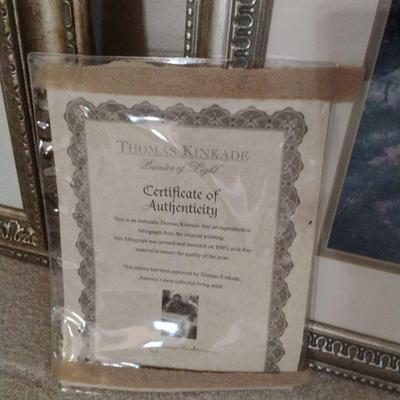 THOMAS KINKADE
Painter of Light
Certificate of
Authenticity
This is an authentic Thomas Kinkade fine art reproduction
lithograph from the original painting.
This lithograph was printed and mounted on 100% acid-free
material to ensure the quality of the print.
This edition has been approved by Thomas Kinkade,
America's most collected living artist.